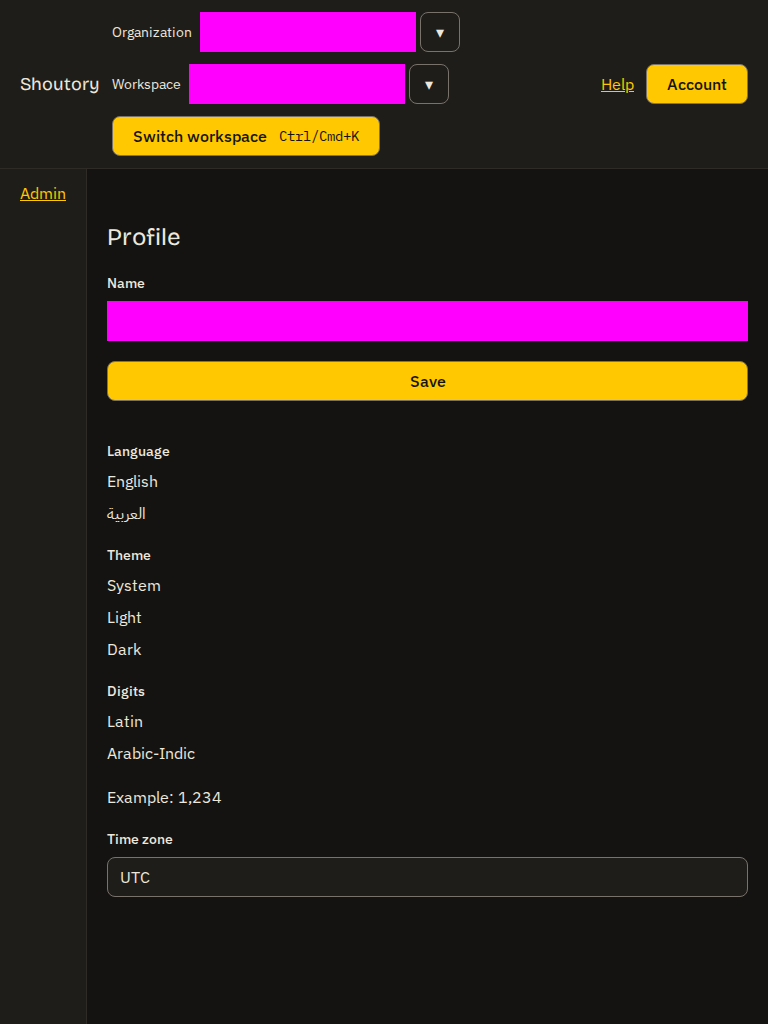 Organization ▼
Shoutory Workspace ▼ Help Account
Switch workspace Ctrl/Cmd+K
Admin
Profile
Name
Save
Language
English
العربية
Theme
System
Light
Dark
Digits
Latin
Arabic-Indic
Example: 1,234
Time zone
UTC